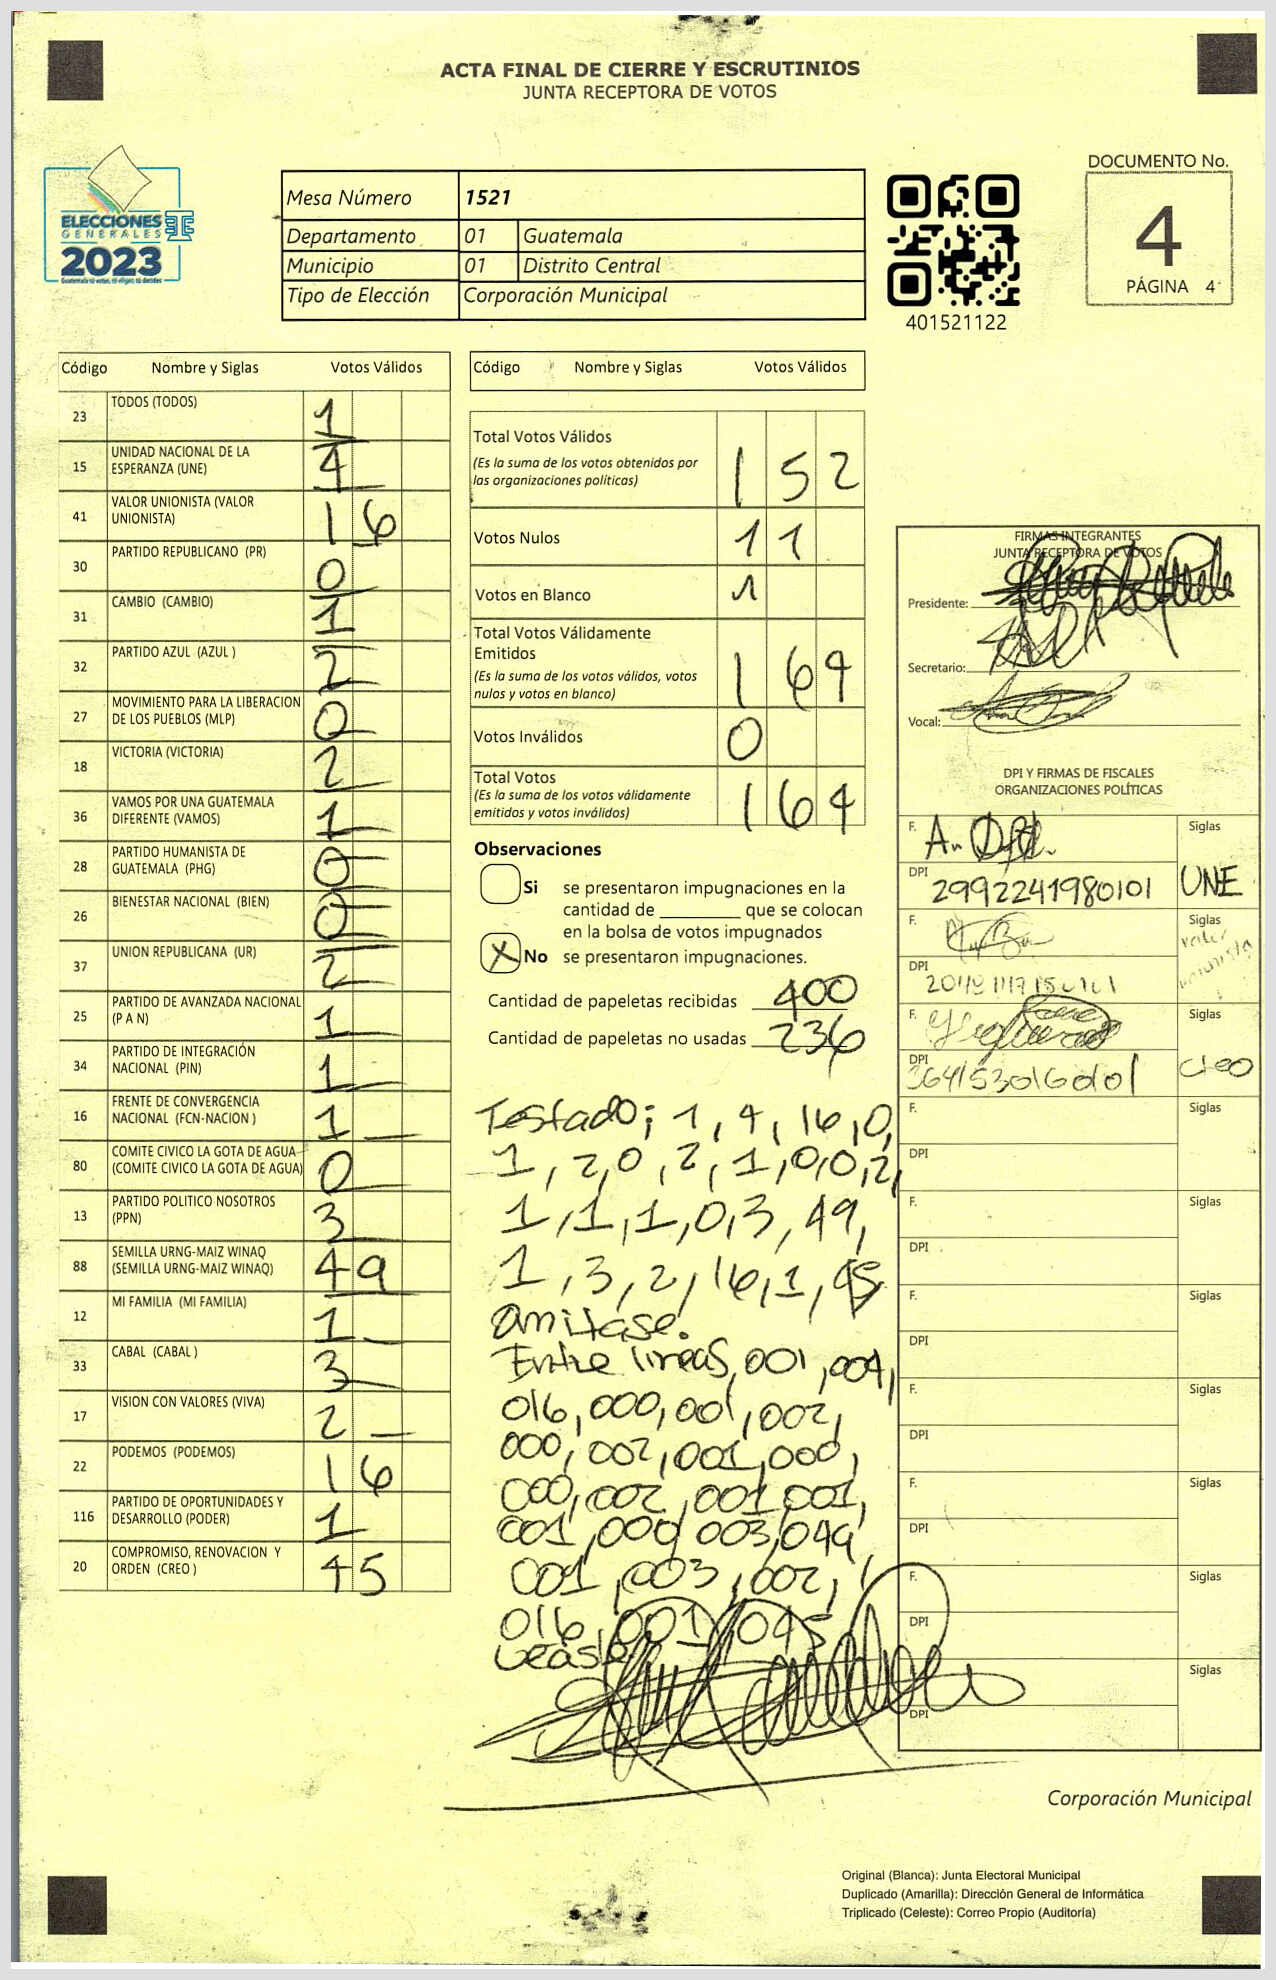 ACTA FINAL DE CIERRE Y ESCRUTINIOS
JUNTA RECEPTORA DE VOTOS
ELECCIONES
GENERALES
2023
Mesa Número 1521
Departamento 01 Guatemala
Municipio 01 Distrito Central
Tipo de Elección Corporación Municipal
401521122
DOCUMENTO No.
4
PÁGINA 4
Código Nombre y Siglas Votos Válidos
23 TODOS (TODOS) 1
15 UNIDAD NACIONAL DE LA ESPERANZA (UNE) 4
41 VALOR UNIONISTA (VALOR UNIONISTA) 16
30 PARTIDO REPUBLICANO (PR) 0
31 CAMBIO (CAMBIO) 1
32 PARTIDO AZUL (AZUL ) 2
27 MOVIMIENTO PARA LA LIBERACION DE LOS PUEBLOS (MLP) 0
18 VICTORIA (VICTORIA) 2
36 VAMOS POR UNA GUATEMALA DIFERENTE (VAMOS) 1
28 PARTIDO HUMANISTA DE GUATEMALA (PHG) 0
26 BIENESTAR NACIONAL (BIEN) 0
37 UNION REPUBLICANA (UR) 2
25 PARTIDO DE AVANZADA NACIONAL (P A N) 1
34 PARTIDO DE INTEGRACIÓN NACIONAL (PIN) 1
16 FRENTE DE CONVERGENCIA NACIONAL (FCN-NACION ) 1
80 COMITE CIVICO LA GOTA DE AGUA (COMITE CIVICO LA GOTA DE AGUA) 0
13 PARTIDO POLITICO NOSOTROS (PPN) 3
88 SEMILLA URNG-MAIZ WINAQ (SEMILLA URNG-MAIZ WINAQ) 49
12 MI FAMILIA (MI FAMILIA) 1
33 CABAL (CABAL ) 3
17 VISION CON VALORES (VIVA) 2
22 PODEMOS (PODEMOS) 16
116 PARTIDO DE OPORTUNIDADES Y DESARROLLO (PODER) 1
20 COMPROMISO, RENOVACION Y ORDEN (CREO ) 45
Código Nombre y Siglas Votos Válidos
Total Votos Válidos 152
(Es la suma de los votos obtenidos por
las organizaciones políticas)
Votos Nulos 11
Votos en Blanco 1
Total Votos Válidamente
Emitidos 164
(Es la suma de los votos válidos, votos
nulos y votos en blanco)
Votos Inválidos 0
Total Votos 164
(Es la suma de los votos válidamente
emitidos y votos inválidos)
Observaciones
Si se presentaron impugnaciones en la
cantidad de ________ que se colocan
en la bolsa de votos impugnados
X No se presentaron impugnaciones.
Cantidad de papeletas recibidas 400
Cantidad de papeletas no usadas 236
Testado; 1, 4, 16, 0,
1, 2, 0, 2, 1, 0, 0, 2,
1, 1, 1, 0, 3, 49,
1, 3, 2, 16, 1, 45
omitase.
Entre lineas, 001, 004,
016, 000, 001, 002,
000, 002, 001, 000,
000, 002, 001, 001,
001, 000, 003, 049,
001, 003, 002,
016, 001, 045
Lease
FIRMAS INTEGRANTES
JUNTA RECEPTORA DE VOTOS
Presidente:
Secretario:
Vocal:
DPI Y FIRMAS DE FISCALES
ORGANIZACIONES POLÍTICAS
F. Siglas
DPI 2992241980101 UNE
F. Siglas
DPI
F. Siglas
DPI creo
F. Siglas
DPI
F. Siglas
DPI
F. Siglas
DPI
F. Siglas
DPI
F. Siglas
DPI
F. Siglas
DPI
Siglas
DPI
Corporación Municipal
Original (Blanca): Junta Electoral Municipal
Duplicado (Amarilla): Dirección General de Informática
Triplicado (Celeste): Correo Propio (Auditoría)